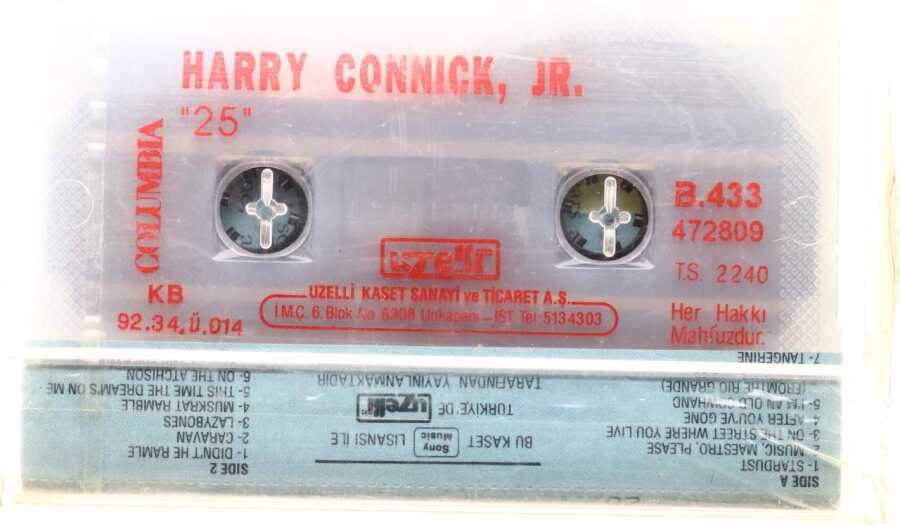 HARRY CONNICK, JR.
"25"
COLUMBIA
B.433
472809
T.S. 2240
uzelli
KB
92.34.Ü.014
UZELLİ KASET SANAYİ ve TİCARET A.Ş.
İ.M.Ç. 6. Blok No 6308 Unkapanı - İST Tel 513 43 03
Her Hakkı
Mahfuzdur.
SIDE A
1- STARDUST
2- MUSIC, MAESTRO, PLEASE
3- ON THE STREET WHERE YOU LIVE
4- AFTER YOU'VE GONE
5- I'M AN OLD COWHAND
(FROM THE RIO GRANDE)
7- TANGERINE
BU KASET Sony Music LİSANSI İLE
TÜRKİYE'DE uzelli
TARAFINDAN YAYINLANMAKTADIR
SIDE 2
1- DIDN'T HE RAMLE
2- CARAVAN
3- LAZYBONES
4- MUSKRAT RAMBLE
5- THIS TIME THE DREAM'S ON ME
6- ON THE ATCHISON